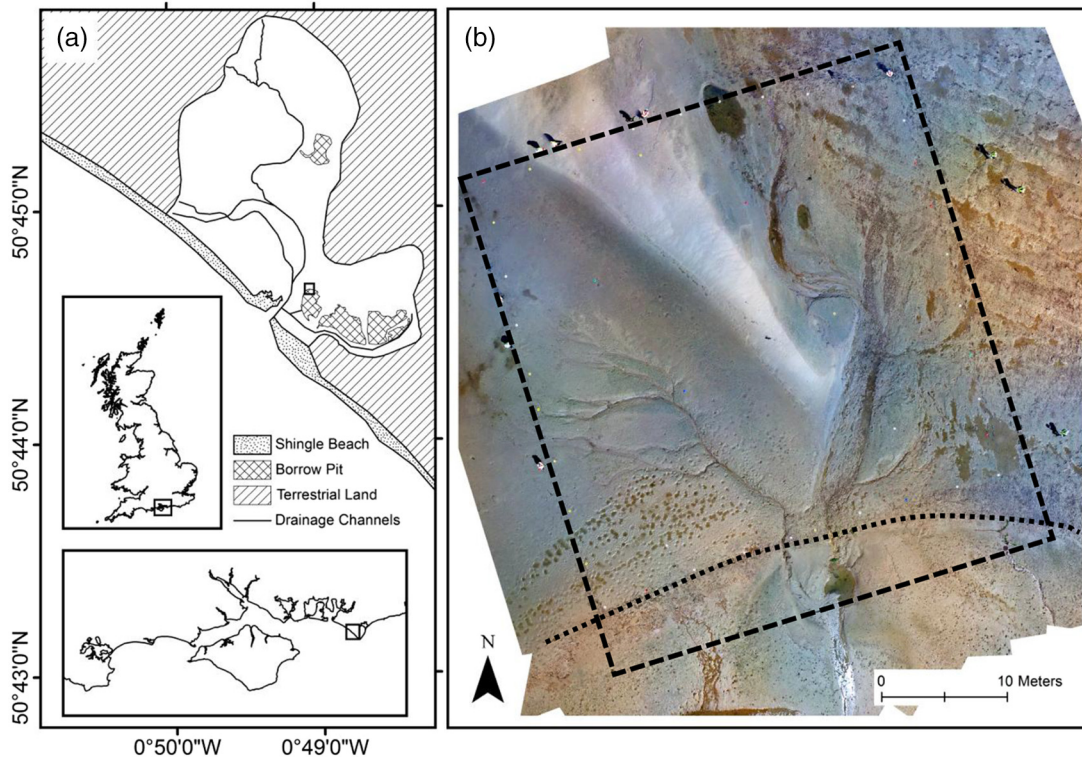 (a)
50°45'0"N
50°44'0"N
50°43'0"N
Shingle Beach
Borrow Pit
Terrestrial Land
Drainage Channels
0°50'0"W
0°49'0"W
(b)
N
0
10 Meters